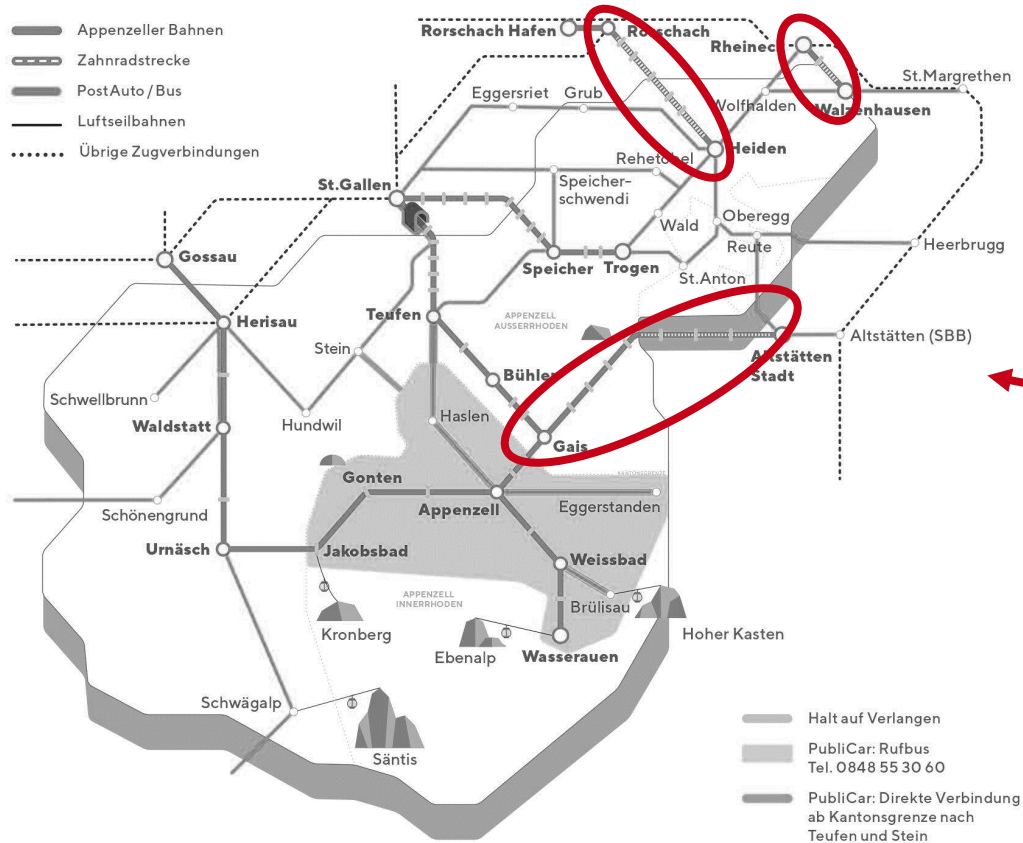 Appenzeller Bahnen
Zahnradstrecke
PostAuto / Bus
Luftseilbahnen
Übrige Zugverbindungen
Rorschach Hafen
Rorschach
Rheinec
St.Margrethen
Eggersriet
Grub
Wolfhalden
Walzenhausen
Heiden
Rehetobel
St.Gallen
Speicher-
schwendi
Wald
Oberegg
Reute
Heerbrugg
Gossau
Speicher
Trogen
St.Anton
Herisau
Teufen
APPENZELL
AUSSERRHODEN
Altstätten (SBB)
Altstätten
Stadt
Stein
Bühler
Schwellbrunn
Hundwil
Haslen
Waldstatt
Gais
KANTONSGRENZE
Gonten
Appenzell
Eggerstanden
Schönengrund
Urnäsch
Jakobsbad
Weissbad
APPENZELL
INNERRHODEN
Brülisau
Kronberg
Hoher Kasten
Ebenalp
Wasserauen
Schwägalp
Säntis
Halt auf Verlangen
PubliCar: Rufbus
Tel. 0848 55 30 60
PubliCar: Direkte Verbindung
ab Kantonsgrenze nach
Teufen und Stein